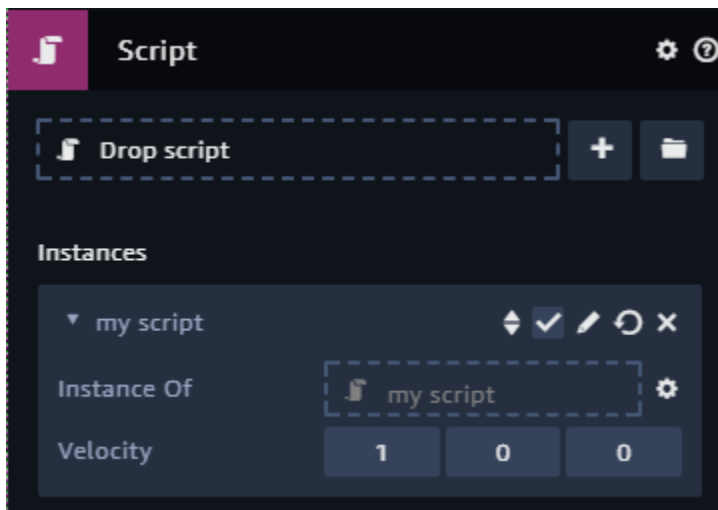 Script
Drop script
Instances
my script
Instance Of my script
Velocity 1 0 0